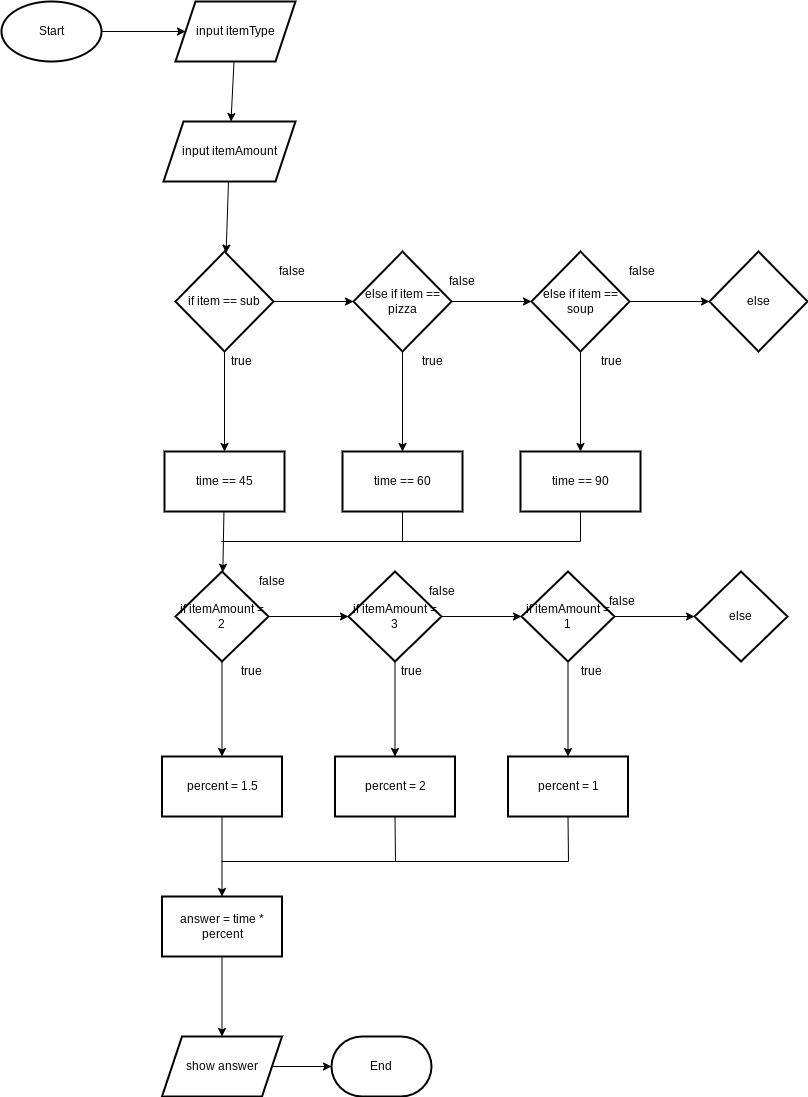 Start
input itemType
input itemAmount
false
false
false
if item == sub
else if item ==
pizza
else if item ==
soup
else
true
true
true
time == 45
time == 60
time == 90
false
false
false
if itemAmount =
2
if itemAmount =
3
if itemAmount =
1
else
true
true
true
percent = 1.5
percent = 2
percent = 1
answer = time *
percent
show answer
End